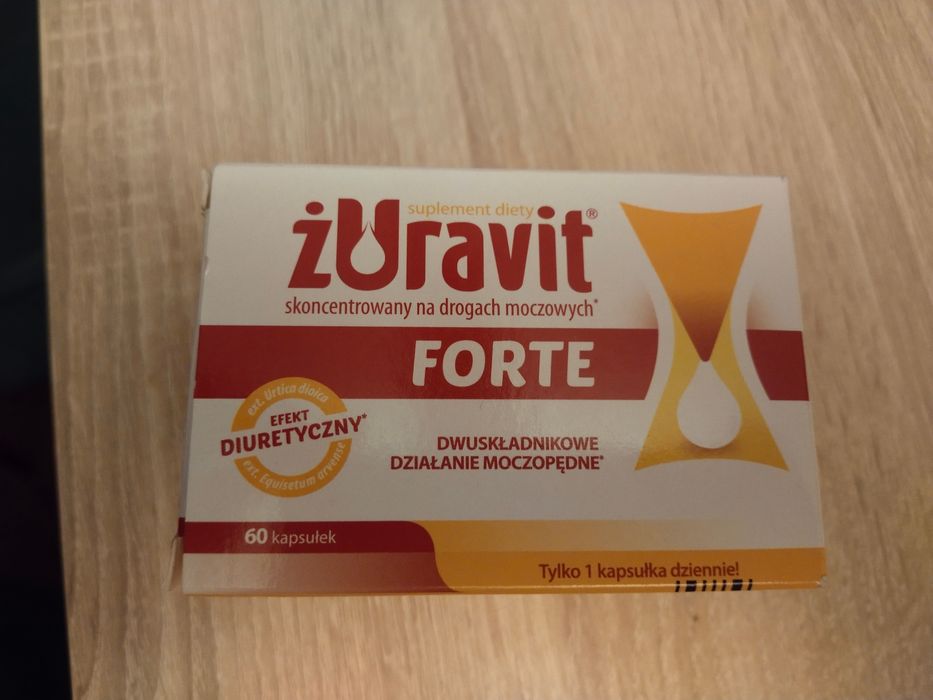 suplement diety
żUravit®
skoncentrowany na drogach moczowych*
FORTE
ext. Urtica dioica
EFEKT
DIURETYCZNY*
ext. Equisetum arvense
DWUSKŁADNIKOWE
DZIAŁANIE MOCZOPĘDNE*
60 kapsułek
Tylko 1 kapsułka dziennie!